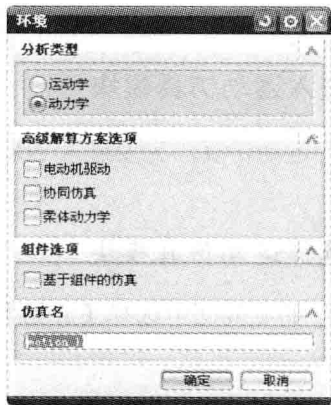 环境
分析类型
运动学
动力学
高级解算方案选项
电动机驱动
协同仿真
柔体动力学
组件选项
基于组件的仿真
仿真名
确定
取消